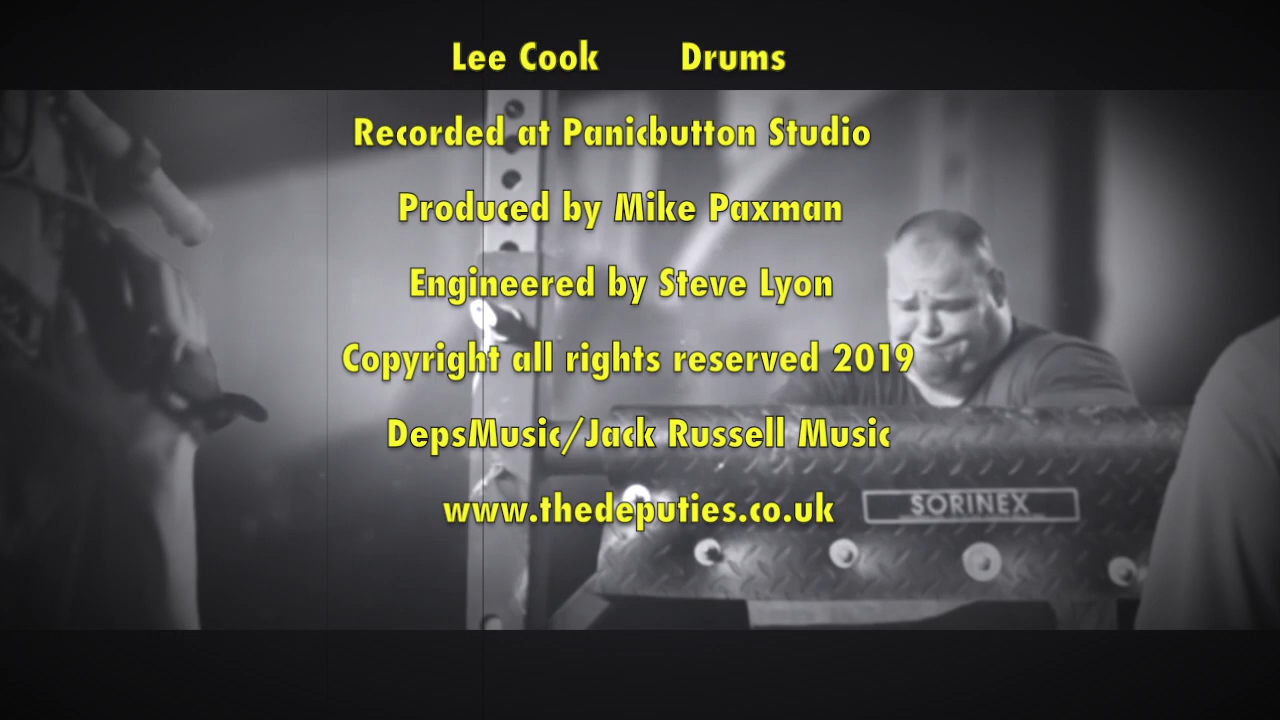 Lee Cook Drums
Recorded at Panicbutton Studio
Produced by Mike Paxman
Engineered by Steve Lyon
Copyright all rights reserved 2019
DepsMusic/Jack Russell Music
www.thedeputies.co.uk
SORINEX